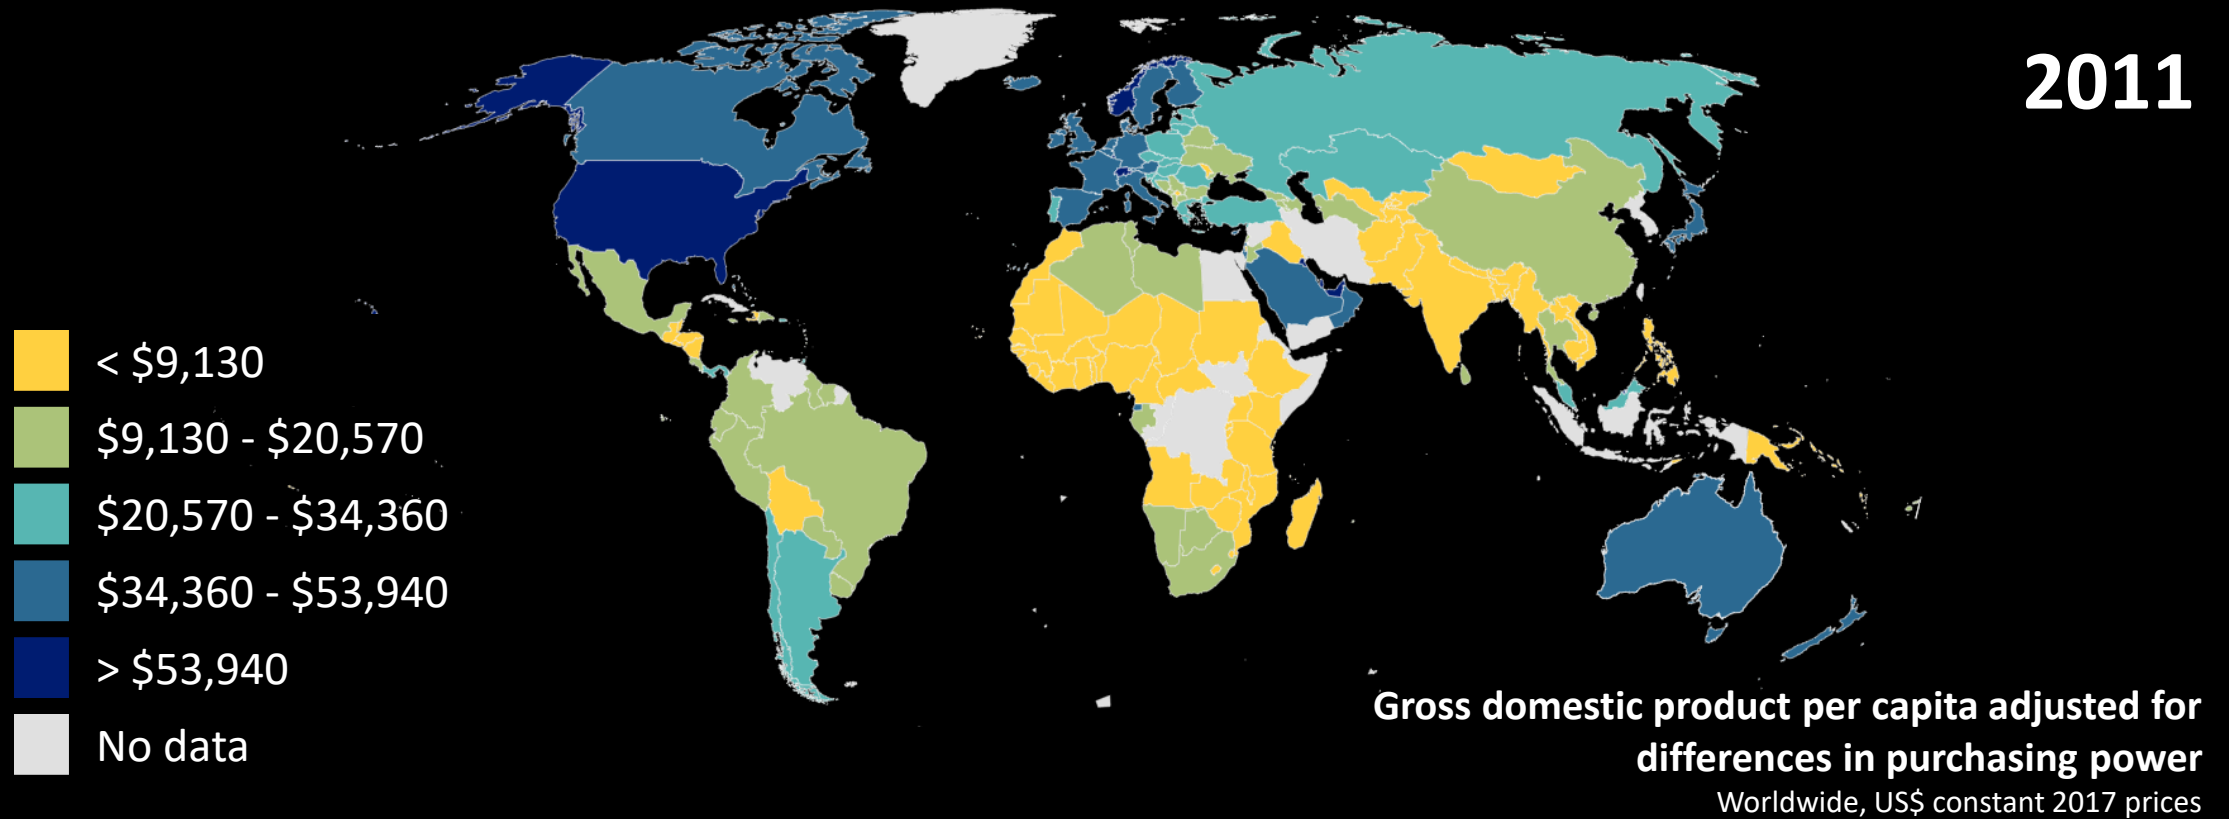 2011
< $9,130
$9,130 - $20,570
$20,570 - $34,360
$34,360 - $53,940
> $53,940
No data
Gross domestic product per capita adjusted for
differences in purchasing power
Worldwide, US$ constant 2017 prices